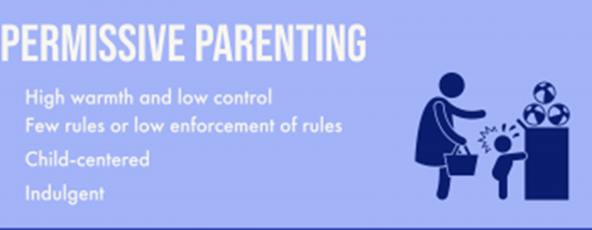 PERMISSIVE PARENTING
High warmth and low control
Few rules or low enforcement of rules
Child-centered
Indulgent